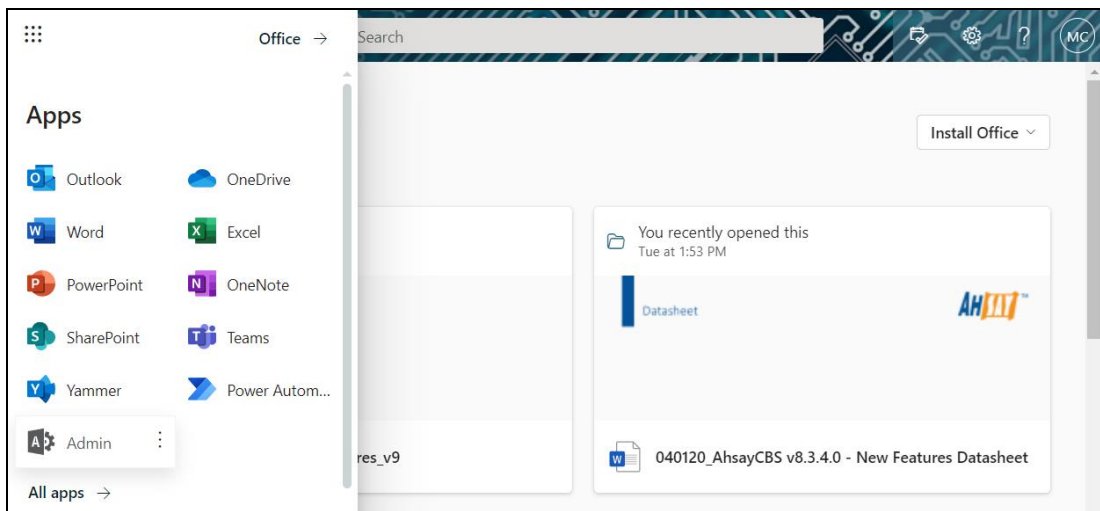 Office →
Search
MC
Apps
Install Office
Outlook
OneDrive
Word
Excel
PowerPoint
OneNote
SharePoint
Teams
Yammer
Power Autom...
Admin
All apps →
res_v9
You recently opened this
Tue at 1:53 PM
Datasheet
AHSAY™
040120_AhsayCBS v8.3.4.0 - New Features Datasheet